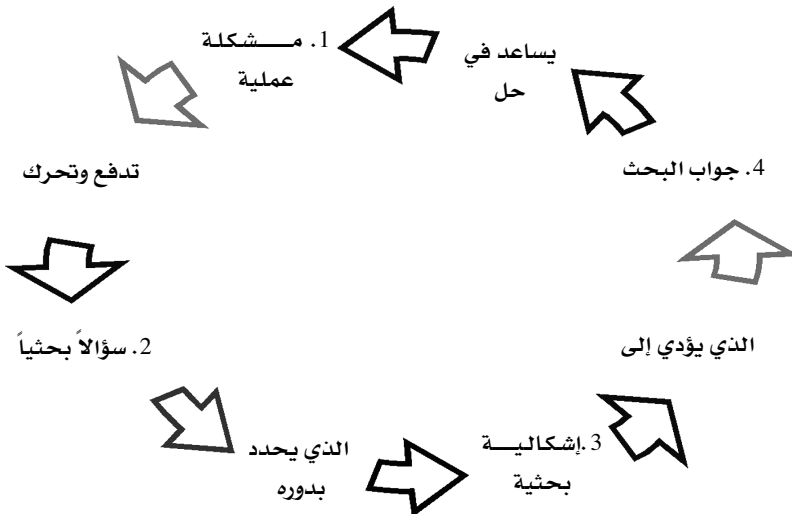 1. مـــشكلة
عملية
تدفع وتحرك
2. سؤالاً بحثياً
الذي يحدد
بدوره
3.إشكاليـــة
بحثية
الذي يؤدي إلى
4. جواب البحث
يساعد في
حل